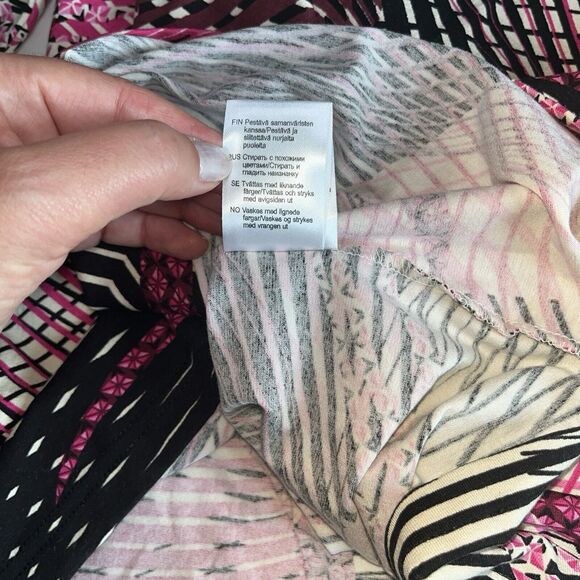 FIN Pestävä samanväristen
kanssa/Pestävä ja
silitettävä nurjalta
puolelta
RUS Стирать с похожими
цветами/Стирать и
гладить наизнанку
SE Tvättas med liknande
färger/Tvättas och stryks
med avigsidan ut
NO Vaskes med lignede
farger/Vaskes og strykes
med vrangen ut